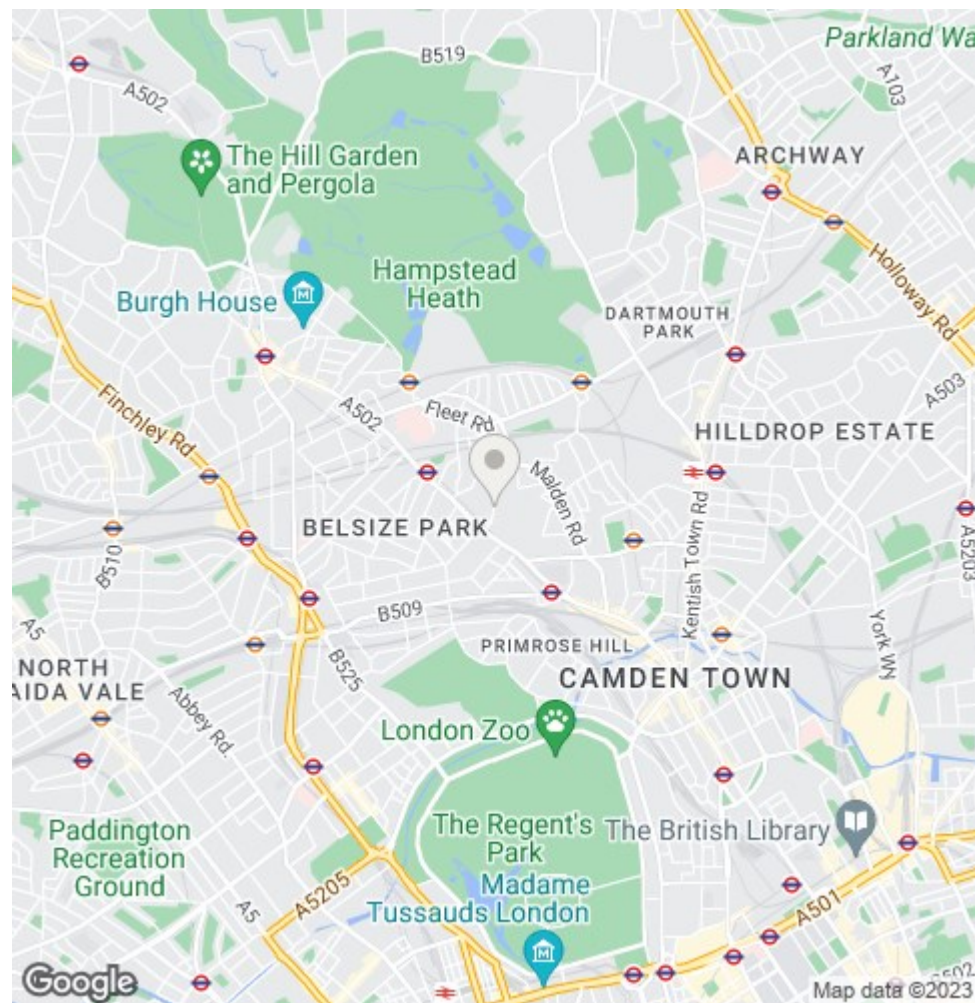 Parkland Wa
B519
A502
A103
The Hill Garden
and Pergola
ARCHWAY
Hampstead
Heath
Holloway Rd
Burgh House
DARTMOUTH
PARK
A503
Finchley Rd
A502
Fleet Rd
HILLDROP ESTATE
Malden Rd
BELSIZE PARK
Kentish Town Rd
A5203
B510
B509
A5
PRIMROSE HILL
York WN
NORTH
AIDA VALE
B525
CAMDEN TOWN
Abbey Rd.
London Zoo
The Regent's
Park
The British Library
Paddington
Recreation
Ground
Madame
Tussauds London
A5205
A5
A501
B502
Google
Map data ©2023